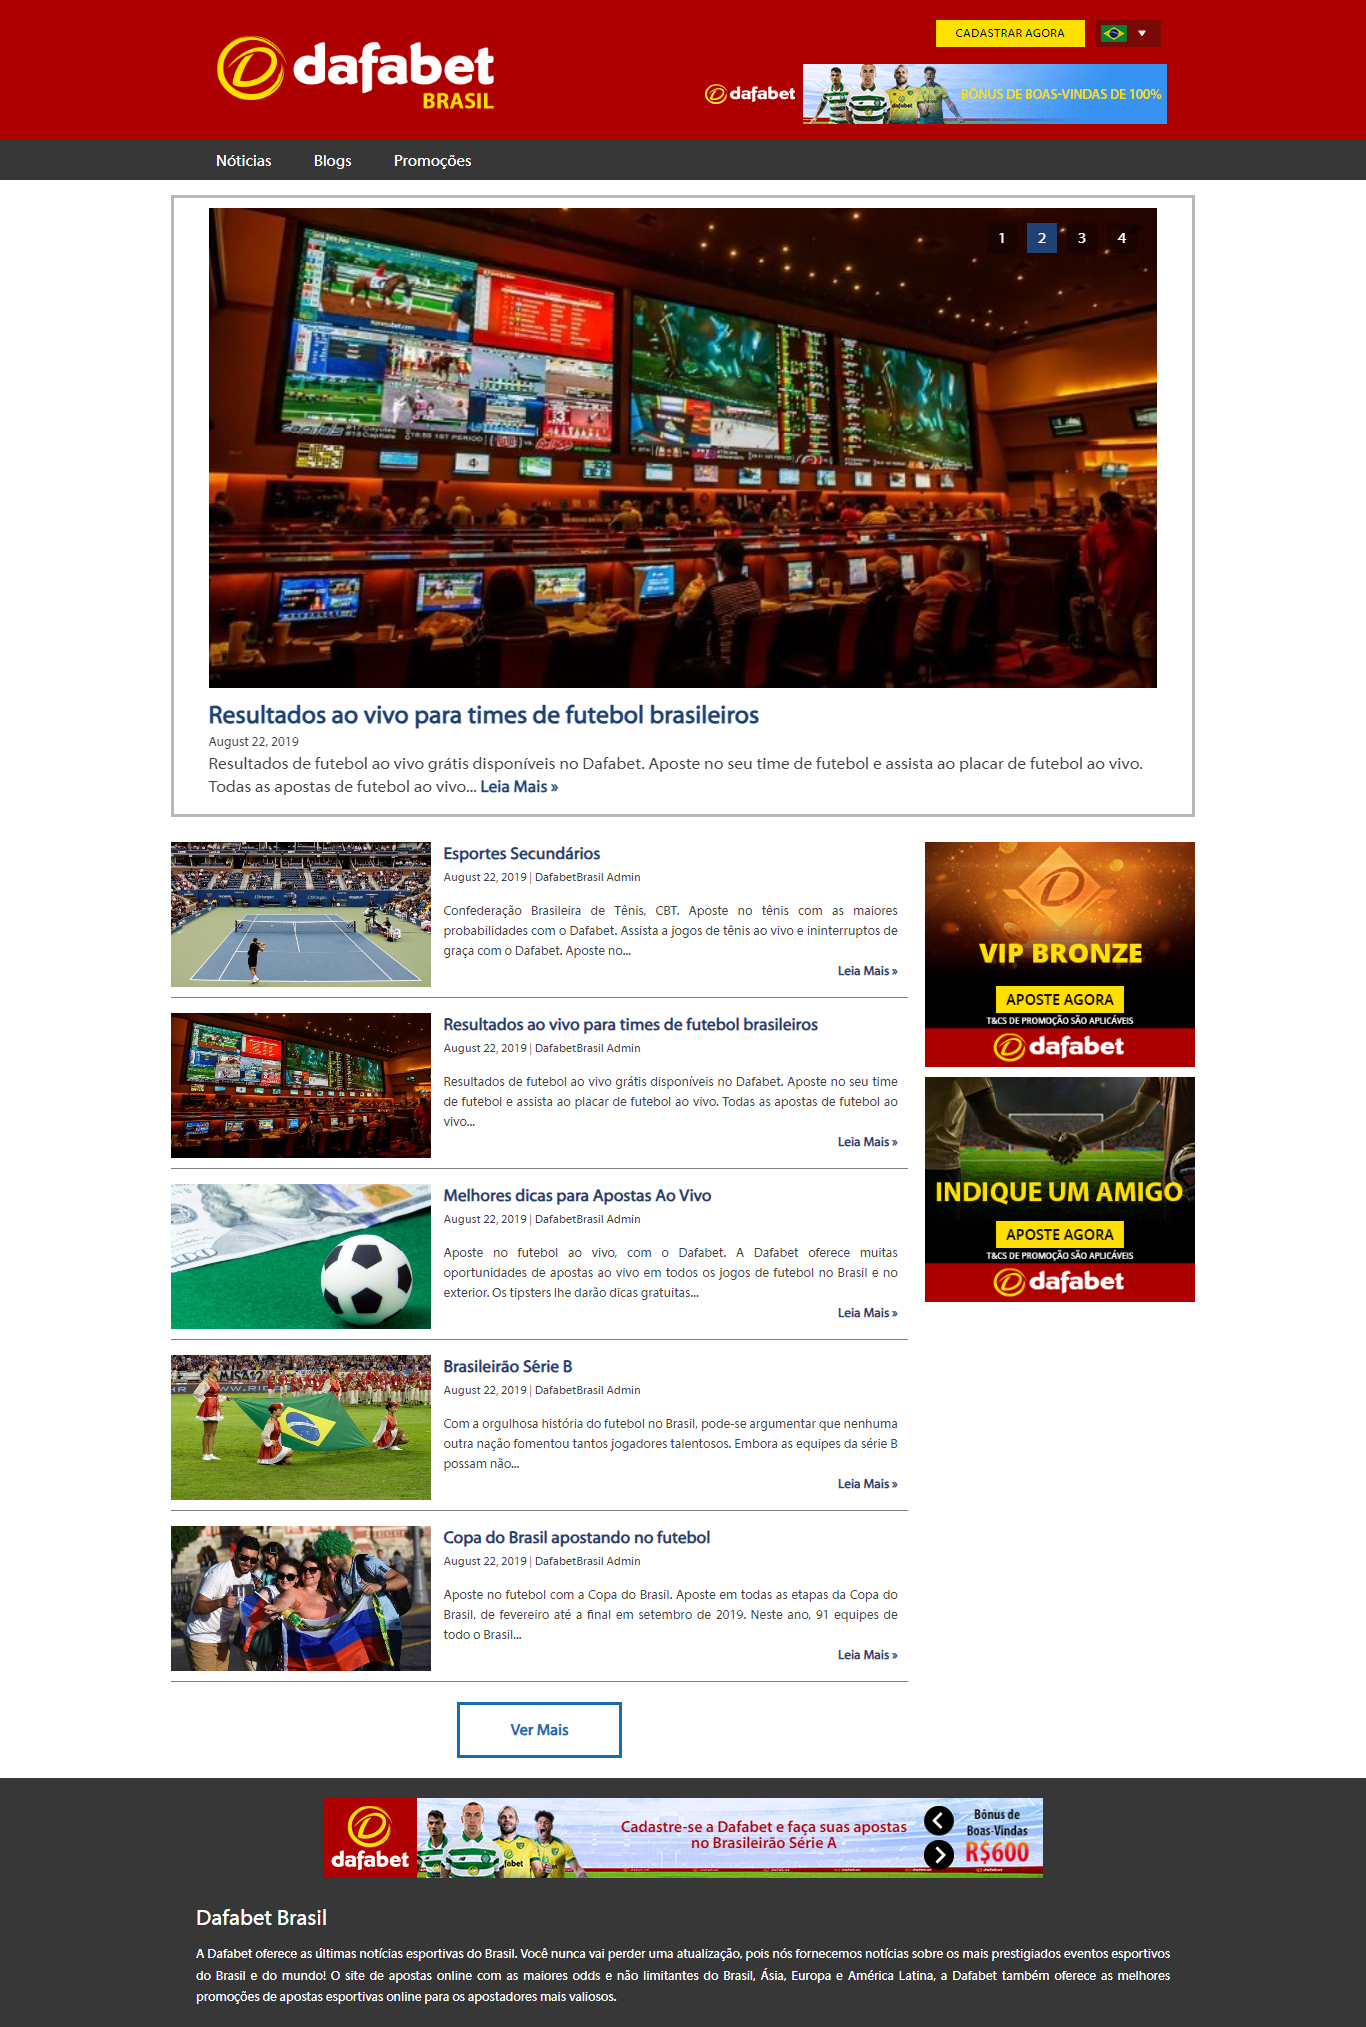 dafabet
BRASIL
CADASTRAR AGORA
dafabet
BÔNUS DE BOAS-VINDAS DE 100%
Nóticias
Blogs
Promoções
1 2 3 4
Resultados ao vivo para times de futebol brasileiros
August 22, 2019
Resultados de futebol ao vivo grátis disponíveis no Dafabet. Aposte no seu time de futebol e assista ao placar de futebol ao vivo.
Todas as apostas de futebol ao vivo... Leia Mais »
Esportes Secundários
August 22, 2019 | DafabetBrasil Admin
Confederação Brasileira de Tênis, CBT. Aposte no tênis com as maiores
probabilidades com o Dafabet. Assista a jogos de tênis ao vivo e ininterruptos de
graça com o Dafabet. Aposte no...
Leia Mais »
Resultados ao vivo para times de futebol brasileiros
August 22, 2019 | DafabetBrasil Admin
Resultados de futebol ao vivo grátis disponíveis no Dafabet. Aposte no seu time
de futebol e assista ao placar de futebol ao vivo. Todas as apostas de futebol ao
vivo...
Leia Mais »
Melhores dicas para Apostas Ao Vivo
August 22, 2019 | DafabetBrasil Admin
Aposte no futebol ao vivo, com o Dafabet. A Dafabet oferece muitas
oportunidades de apostas ao vivo em todos os jogos de futebol no Brasil e no
exterior. Os tipsters lhe darão dicas gratuitas...
Leia Mais »
Brasileirão Série B
August 22, 2019 | DafabetBrasil Admin
Com a orgulhosa história do futebol no Brasil, pode-se argumentar que nenhuma
outra nação fomentou tantos jogadores talentosos. Embora as equipes da série B
possam não...
Leia Mais »
Copa do Brasil apostando no futebol
August 22, 2019 | DafabetBrasil Admin
Aposte no futebol com a Copa do Brasil. Aposte em todas as etapas da Copa do
Brasil, de fevereiro até a final em setembro de 2019. Neste ano, 91 equipes de
todo o Brasil...
Leia Mais »
Ver Mais
VIP BRONZE
APOSTE AGORA
T&CS DE PROMOÇÃO SÃO APLICÁVEIS
dafabet
INDIQUE UM AMIGO
APOSTE AGORA
T&CS DE PROMOÇÃO SÃO APLICÁVEIS
dafabet
dafabet
Cadastre-se a Dafabet e faça suas apostas
no Brasileirão Série A
Bônus de
Boas-Vindas
R$600
Dafabet Brasil
A Dafabet oferece as últimas notícias esportivas do Brasil. Você nunca vai perder uma atualização, pois nós fornecemos notícias sobre os mais prestigiados eventos esportivos
do Brasil e do mundo! O site de apostas online com as maiores odds e não limitantes do Brasil, Ásia, Europa e América Latina, a Dafabet também oferece as melhores
promoções de apostas esportivas online para os apostadores mais valiosos.